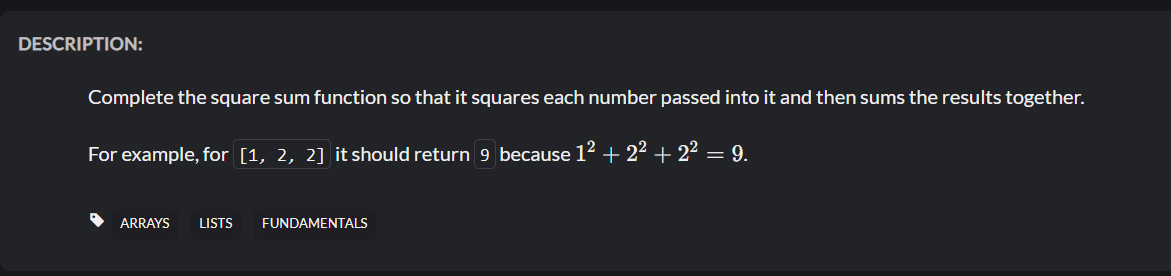 DESCRIPTION:
Complete the square sum function so that it squares each number passed into it and then sums the results together.
For example, for [1, 2, 2] it should return 9 because 1² + 2² + 2² = 9.
ARRAYS LISTS FUNDAMENTALS